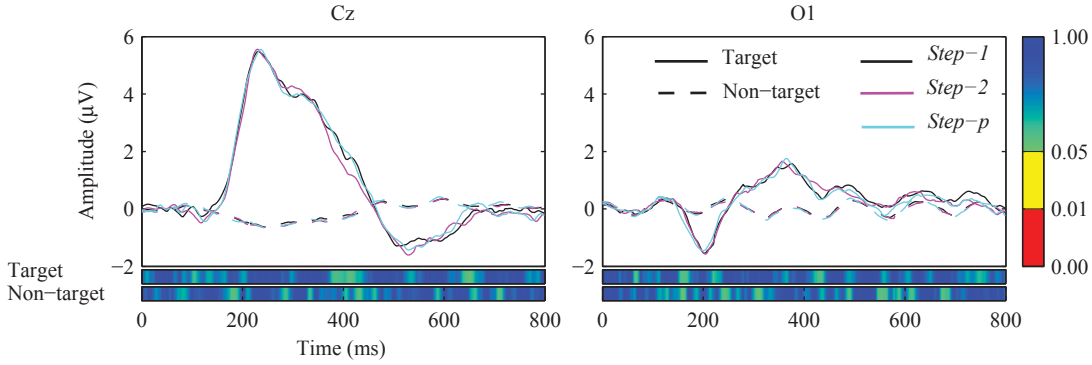 Cz
O1
6
4
2
0
−2
Amplitude (μV)
6
4
2
0
−2
Target
Non−target
Step−1
Step−2
Step−p
1.00
0.05
0.01
0.00
Target
Non−target
0 200 400 600 800
0 200 400 600 800
Time (ms)